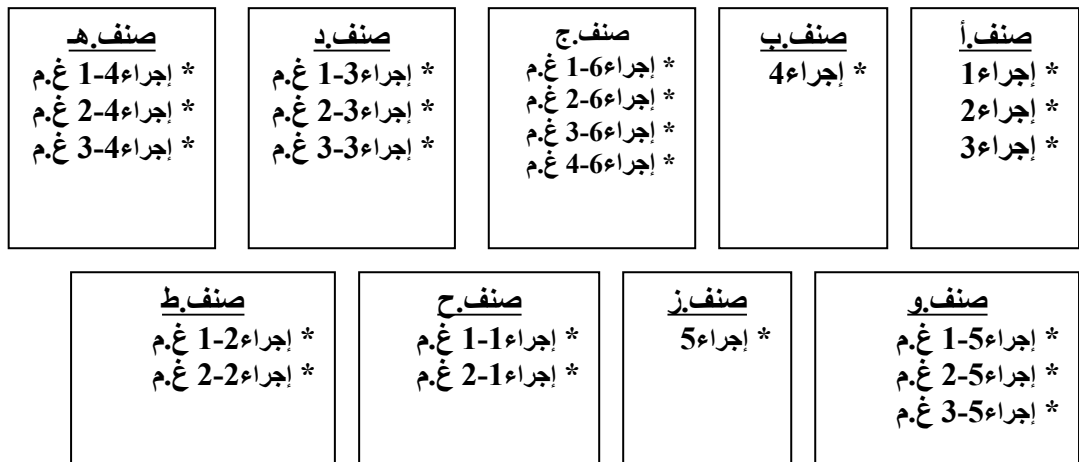 صنف.أ
* إجراء1
* إجراء2
* إجراء3
صنف.ب
* إجراء4
صنف.ج
* إجراء6-1 غ.م
* إجراء6-2 غ.م
* إجراء6-3 غ.م
* إجراء6-4 غ.م
صنف.د
* إجراء3-1 غ.م
* إجراء3-2 غ.م
* إجراء3-3 غ.م
صنف.هـ
* إجراء4-1 غ.م
* إجراء4-2 غ.م
* إجراء4-3 غ.م
صنف.و
* إجراء5-1 غ.م
* إجراء5-2 غ.م
* إجراء5-3 غ.م
صنف.ز
* إجراء5
صنف.ح
* إجراء1-1 غ.م
* إجراء1-2 غ.م
صنف.ط
* إجراء2-1 غ.م
* إجراء2-2 غ.م